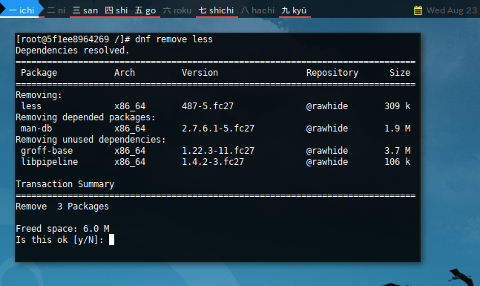 一 ichi 二 ni 三 san 四 shi 五 go 六 roku 七 shichi 八 hachi 九 kyū Wed Aug 23
[root@5f1ee8964269 /]# dnf remove less
Dependencies resolved.
================================================================================
Package Arch Version Repository Size
================================================================================
Removing:
less x86_64 487-5.fc27 @rawhide 309 k
Removing depended packages:
man-db x86_64 2.7.6.1-5.fc27 @rawhide 1.9 M
Removing unused dependencies:
groff-base x86_64 1.22.3-11.fc27 @rawhide 3.7 M
libpipeline x86_64 1.4.2-3.fc27 @rawhide 106 k
Transaction Summary
================================================================================
Remove 3 Packages
Freed space: 6.0 M
Is this ok [y/N]: